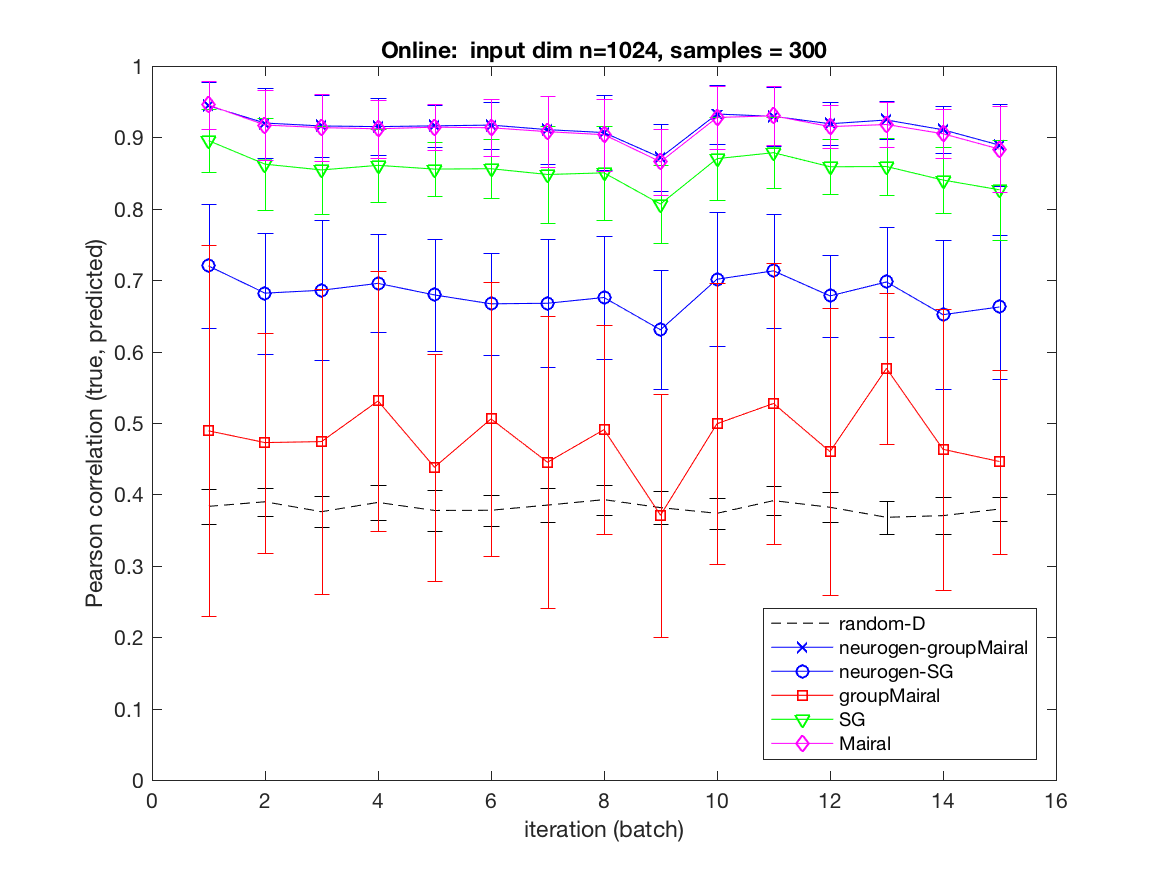 Online:  input dim n=1024, samples = 300
Pearson correlation (true, predicted)
1
0.9
0.8
0.7
0.6
0.5
0.4
0.3
0.2
0.1
0
0 2 4 6 8 10 12 14 16
iteration (batch)
random-D
neurogen-groupMairal
neurogen-SG
groupMairal
SG
Mairal